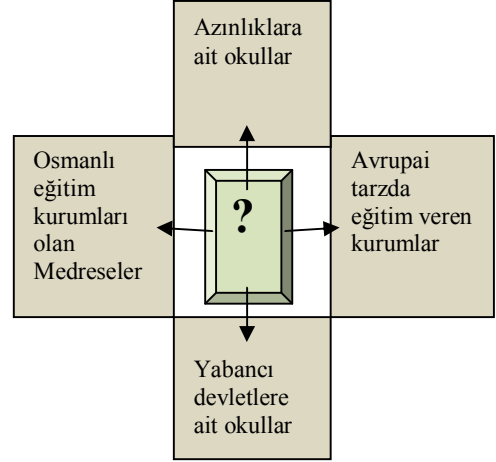 Azınlıklara
ait okullar
Osmanlı
eğitim
kurumları
olan
Medreseler
?
Avrupai
tarzda
eğitim veren
kurumlar
Yabancı
devletlere
ait okullar